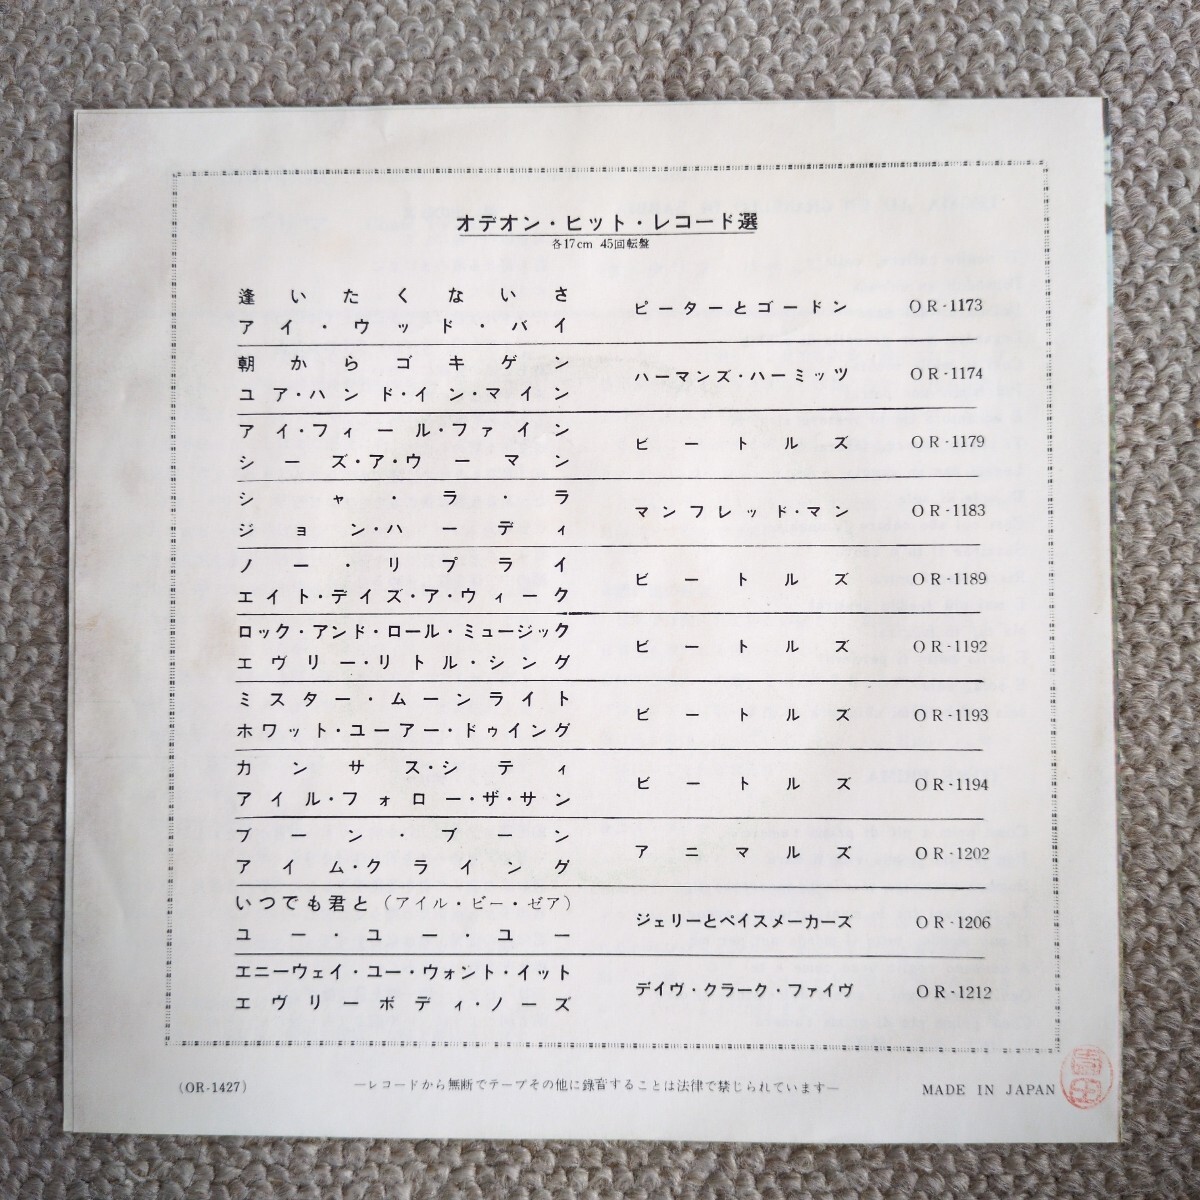 オデオン・ヒット・レコード選
各17cm 45回転盤
逢いたくないさ
アイ・ウッド・バイ
ピーターとゴードン OR-1173
朝からゴキゲン
ユア・ハンド・イン・マイン
ハーマンズ・ハーミッツ OR-1174
アイ・フィール・ファイン
シーズ・ア・ウーマン
ビートルズ OR-1179
シャ・ラ・ラ
ジョン・ハーディ
マンフレッド・マン OR-1183
ノー・リプライ
エイト・デイズ・ア・ウィーク
ビートルズ OR-1189
ロック・アンド・ロール・ミュージック
エヴリー・リトル・シング
ビートルズ OR-1192
ミスター・ムーンライト
ホワット・ユーアー・ドゥイング
ビートルズ OR-1193
カンサス・シティ
アイル・フォロー・ザ・サン
ビートルズ OR-1194
ブーン・ブーン
アイム・クライング
アニマルズ OR-1202
いつでも君と(アイル・ビー・ゼア)
ユー・ユー・ユー
ジェリーとペイスメーカーズ OR-1206
エニーウェイ・ユー・ウォント・イット
エヴリーボディ・ノーズ
デイヴ・クラーク・ファイヴ OR-1212
(OR-1427)
―レコードから無断でテープその他に録音することは法律で禁じられています―
MADE IN JAPAN